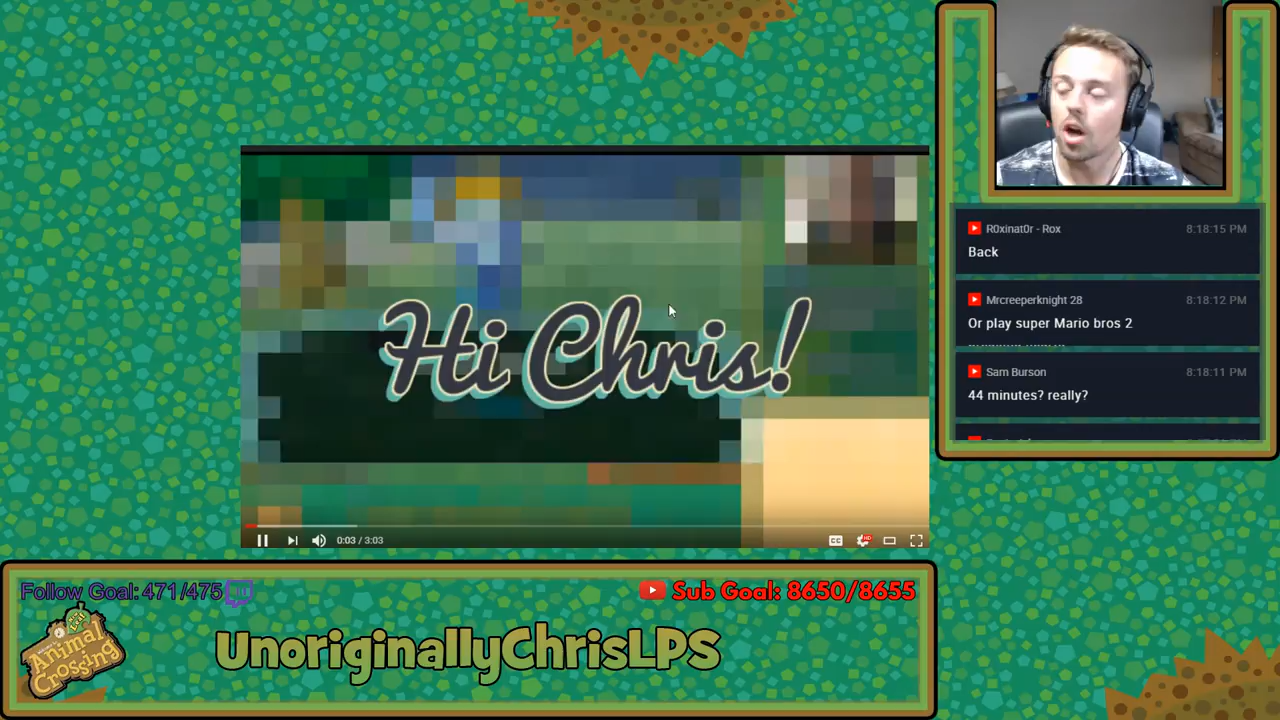 Hi Chris!
0:03 / 3:03
CC
HD
R0xinat0r - Rox 8:18:15 PM
Back
Mrcreeperknight 28 8:18:12 PM
Or play super Mario bros 2
Sam Burson 8:18:11 PM
44 minutes? really?
Follow Goal: 471/475
Sub Goal: 8650/8655
Animal
Crossing
UnoriginallyChrisLPS